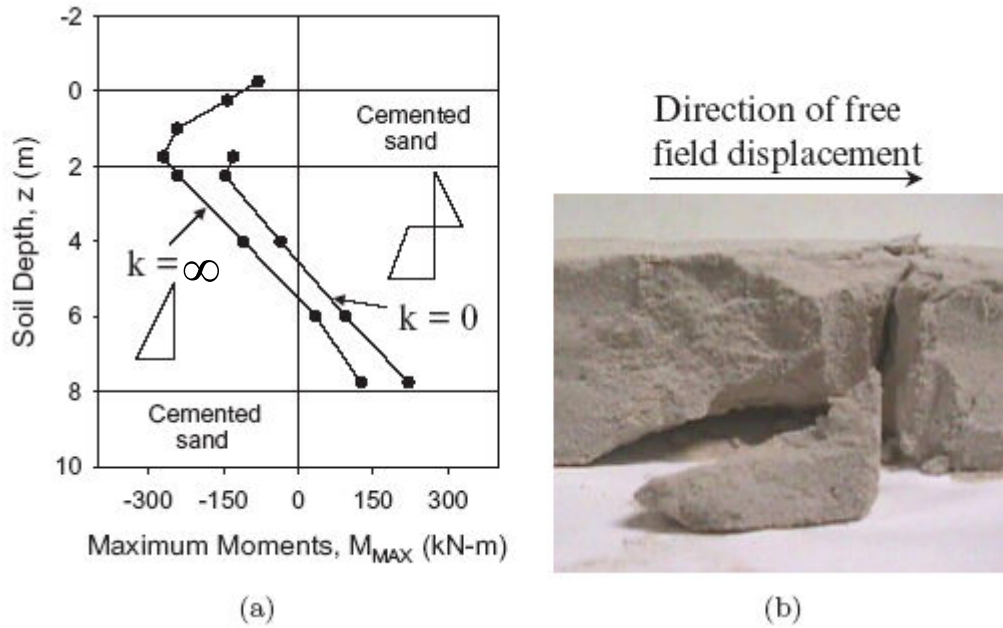 -2
0
2
4
6
8
10
Soil Depth, z (m)
Cemented
sand
k = ∞
k = 0
Cemented
sand
-300 -150 0 150 300
Maximum Moments, M_MAX (kN-m)
(a)
Direction of free
field displacement
(b)